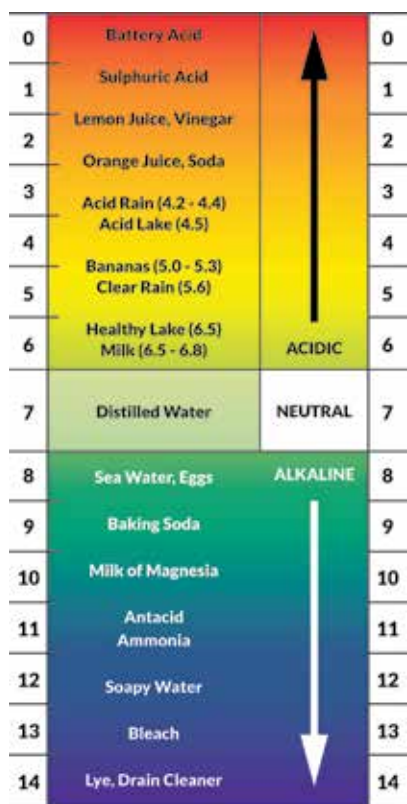 0 Battery Acid 0
1 Sulphuric Acid 1
Lemon Juice, Vinegar
2 2
Orange Juice, Soda
3 3
Acid Rain (4.2 - 4.4)
Acid Lake (4.5)
4 4
Bananas (5.0 - 5.3)
Clear Rain (5.6)
5 5
Healthy Lake (6.5)
Milk (6.5 - 6.8)
6 ACIDIC 6
7 Distilled Water NEUTRAL 7
8 Sea Water, Eggs ALKALINE 8
9 Baking Soda 9
10 Milk of Magnesia 10
Antacid
11 11
Ammonia
12 Soapy Water 12
13 Bleach 13
14 Lye, Drain Cleaner 14